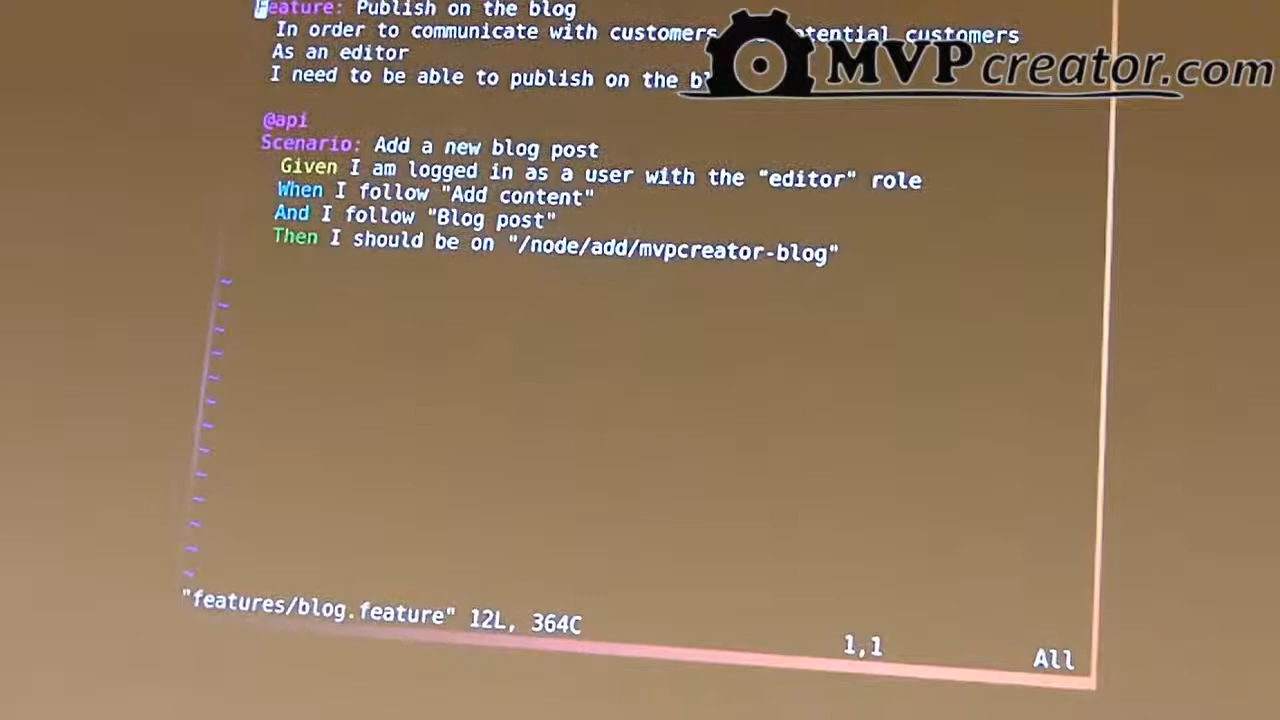 Feature: Publish on the blog
In order to communicate with customers potential customers
As an editor
I need to be able to publish on the
MVPcreator.com
@api
Scenario: Add a new blog post
Given I am logged in as a user with the "editor" role
When I follow "Add content"
And I follow "Blog post"
Then I should be on "/node/add/mvpcreator-blog"
~
~
~
~
~
~
~
~
~
~
~
~
~
"features/blog.feature" 12L, 364C
1,1
All